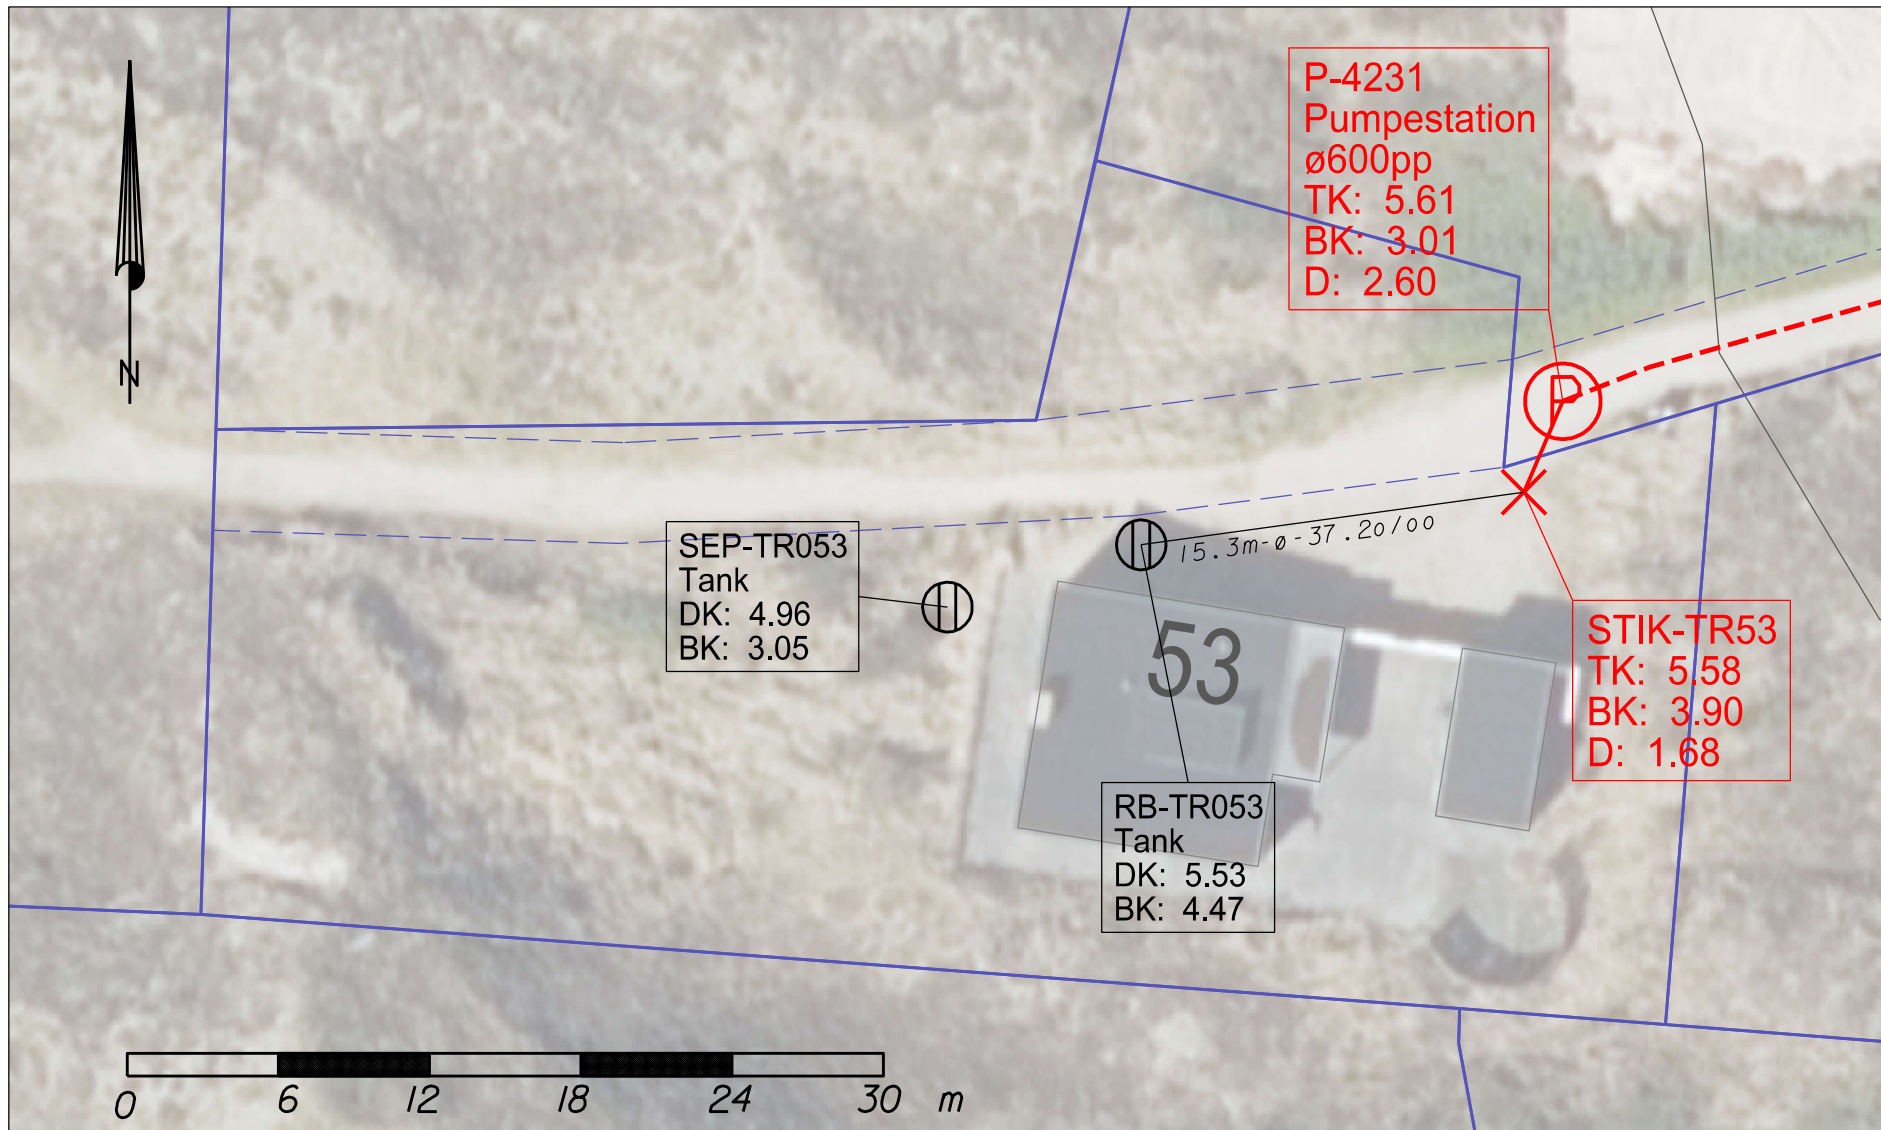 P-4231
Pumpestation
ø600pp
TK: 5.61
BK: 3.01
D: 2.60
N
SEP-TR053
Tank
DK: 4.96
BK: 3.05
15.3m-ø-37.2o/oo
53
STIK-TR53
TK: 5.58
BK: 3.90
D: 1.68
RB-TR053
Tank
DK: 5.53
BK: 4.47
P
0 6 12 18 24 30 m